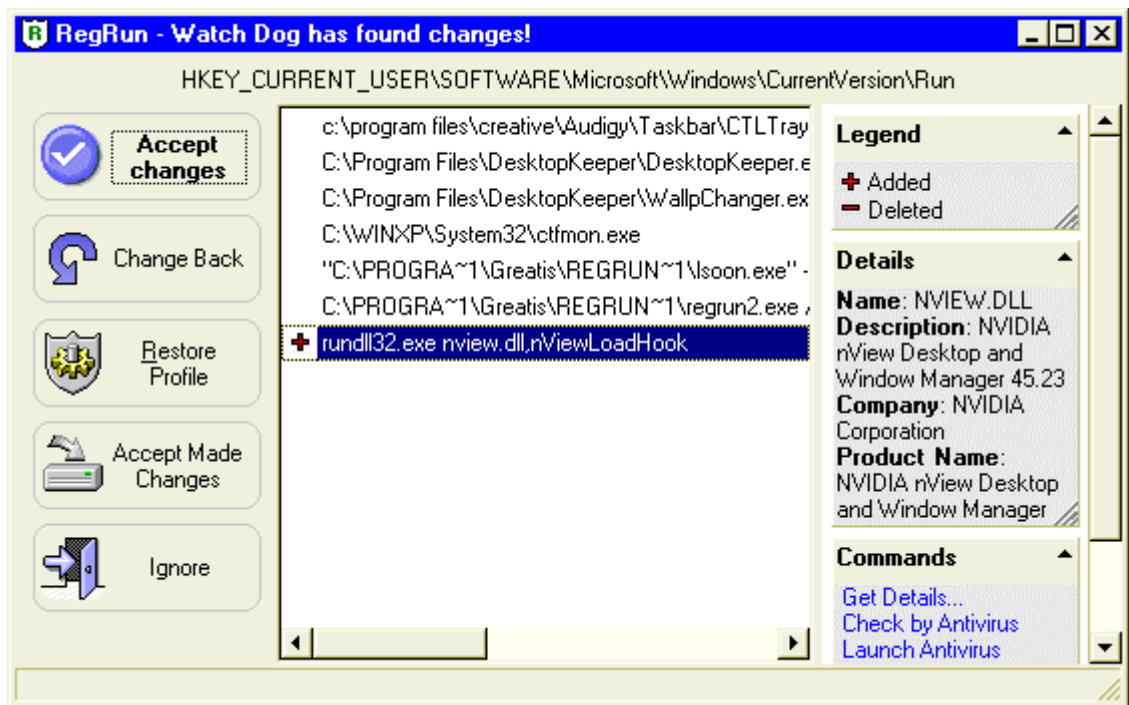 R RegRun - Watch Dog has found changes!
HKEY_CURRENT_USER\SOFTWARE\Microsoft\Windows\CurrentVersion\Run
Accept
changes
Change Back
Restore
Profile
Accept Made
Changes
Ignore
c:\program files\creative\Audigy\Taskbar\CTLTray
C:\Program Files\DesktopKeeper\DesktopKeeper.e
C:\Program Files\DesktopKeeper\WallpChanger.ex
C:\WINXP\System32\ctfmon.exe
"C:\PROGRA~1\Greatis\REGRUN~1\lsoon.exe" -
C:\PROGRA~1\Greatis\REGRUN~1\regrun2.exe /
rundll32.exe nview.dll,nViewLoadHook
Legend
Added
Deleted
Details
Name: NVIEW.DLL
Description: NVIDIA
nView Desktop and
Window Manager 45.23
Company: NVIDIA
Corporation
Product Name:
NVIDIA nView Desktop
and Window Manager
Commands
Get Details...
Check by Antivirus
Launch Antivirus